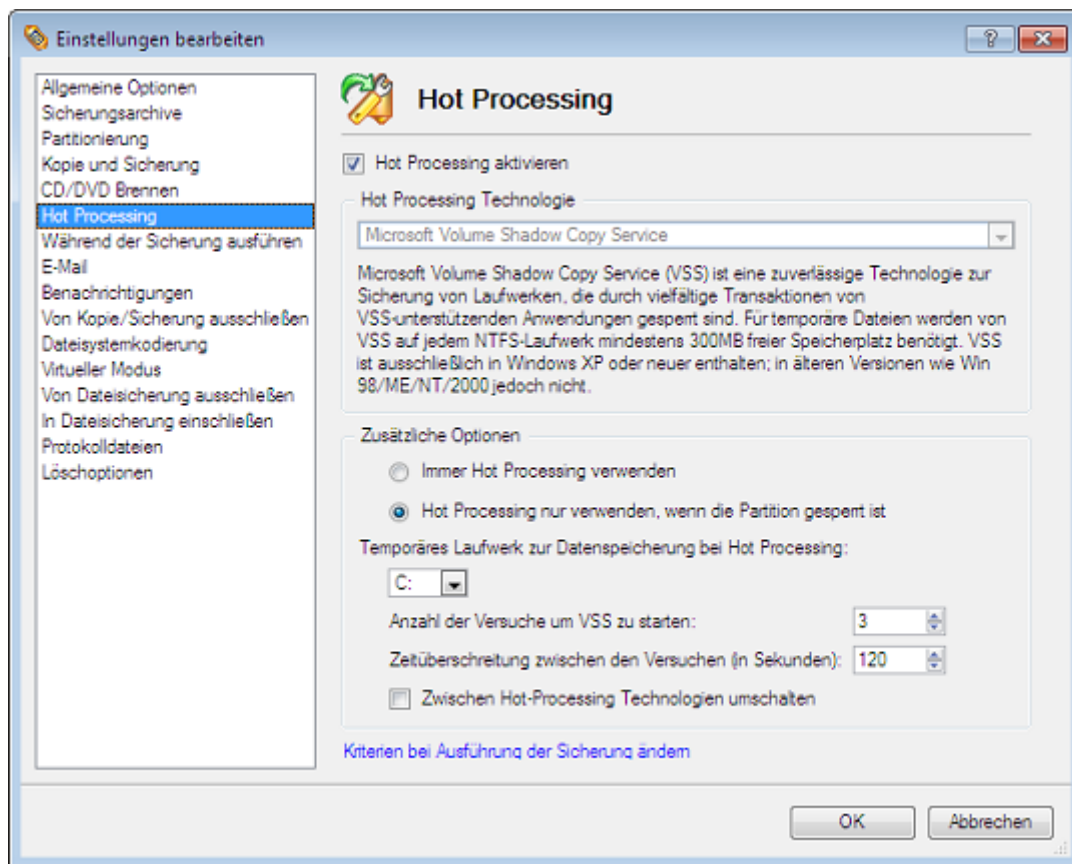 Einstellungen bearbeiten
Allgemeine Optionen
Sicherungsarchive
Partitionierung
Kopie und Sicherung
CD/DVD Brennen
Hot Processing
Während der Sicherung ausführen
E-Mail
Benachrichtigungen
Von Kopie/Sicherung ausschließen
Dateisystemkodierung
Virtueller Modus
Von Dateisicherung ausschließen
In Dateisicherung einschließen
Protokolldateien
Löschoptionen
Hot Processing
Hot Processing aktivieren
Hot Processing Technologie
Microsoft Volume Shadow Copy Service
Microsoft Volume Shadow Copy Service (VSS) ist eine zuverlässige Technologie zur
Sicherung von Laufwerken, die durch vielfältige Transaktionen von
VSS-unterstützenden Anwendungen gesperrt sind. Für temporäre Dateien werden von
VSS auf jedem NTFS-Laufwerk mindestens 300MB freier Speicherplatz benötigt. VSS
ist ausschließlich in Windows XP oder neuer enthalten; in älteren Versionen wie Win
98/ME/NT/2000 jedoch nicht.
Zusätzliche Optionen
Immer Hot Processing verwenden
Hot Processing nur verwenden, wenn die Partition gesperrt ist
Temporäres Laufwerk zur Datenspeicherung bei Hot Processing:
C:
Anzahl der Versuche um VSS zu starten: 3
Zeitüberschreitung zwischen den Versuchen (in Sekunden): 120
Zwischen Hot-Processing Technologien umschalten
Kriterien bei Ausführung der Sicherung ändern
OK Abbrechen